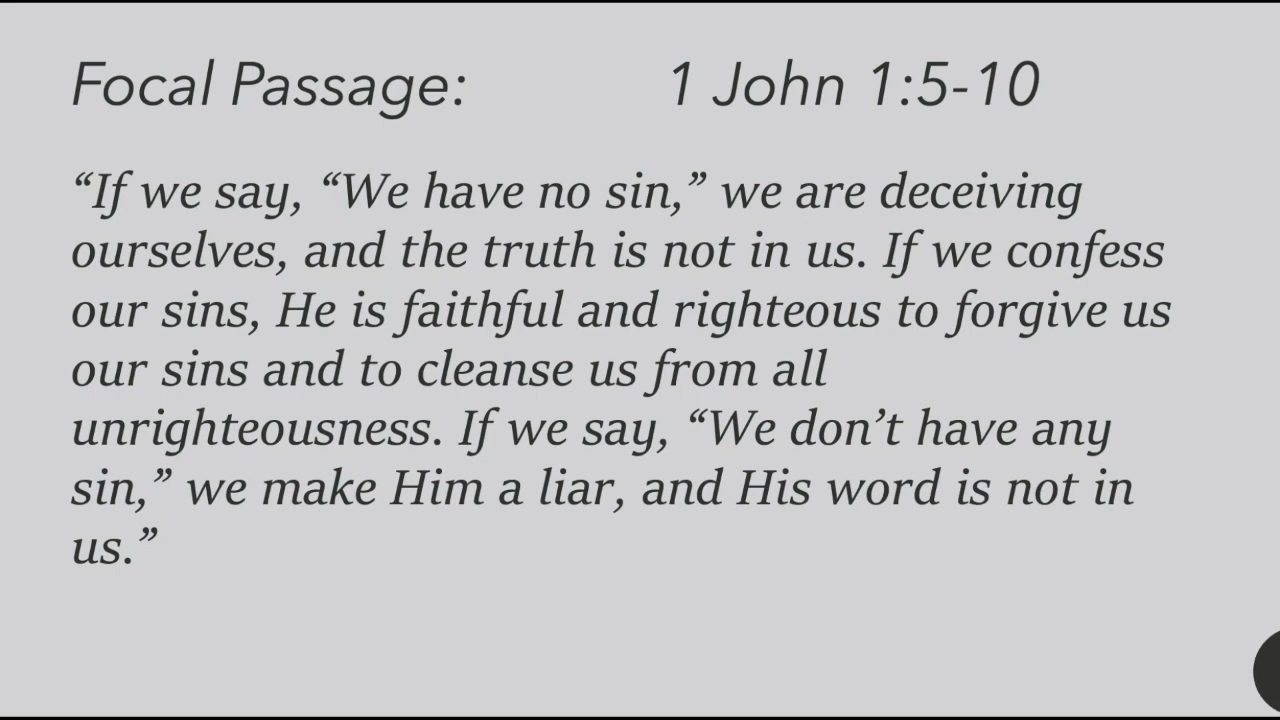 Focal Passage: 1 John 1:5-10
“If we say, “We have no sin,” we are deceiving
ourselves, and the truth is not in us. If we confess
our sins, He is faithful and righteous to forgive us
our sins and to cleanse us from all
unrighteousness. If we say, “We don’t have any
sin,” we make Him a liar, and His word is not in
us.”